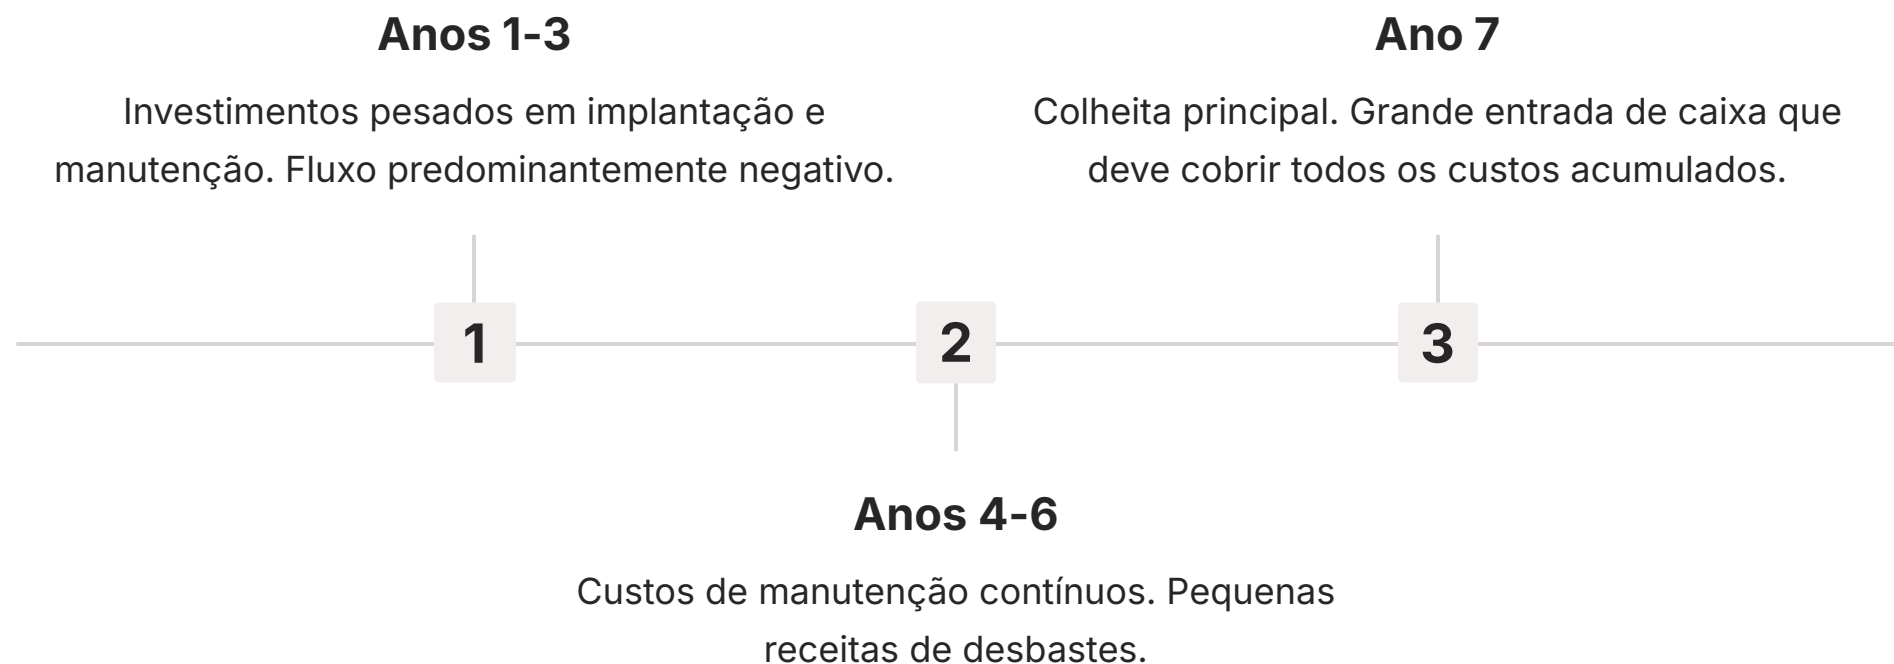 Anos 1-3
Investimentos pesados em implantação e
manutenção. Fluxo predominantemente negativo.
Ano 7
Colheita principal. Grande entrada de caixa que
deve cobrir todos os custos acumulados.
1
2
3
Anos 4-6
Custos de manutenção contínuos. Pequenas
receitas de desbastes.